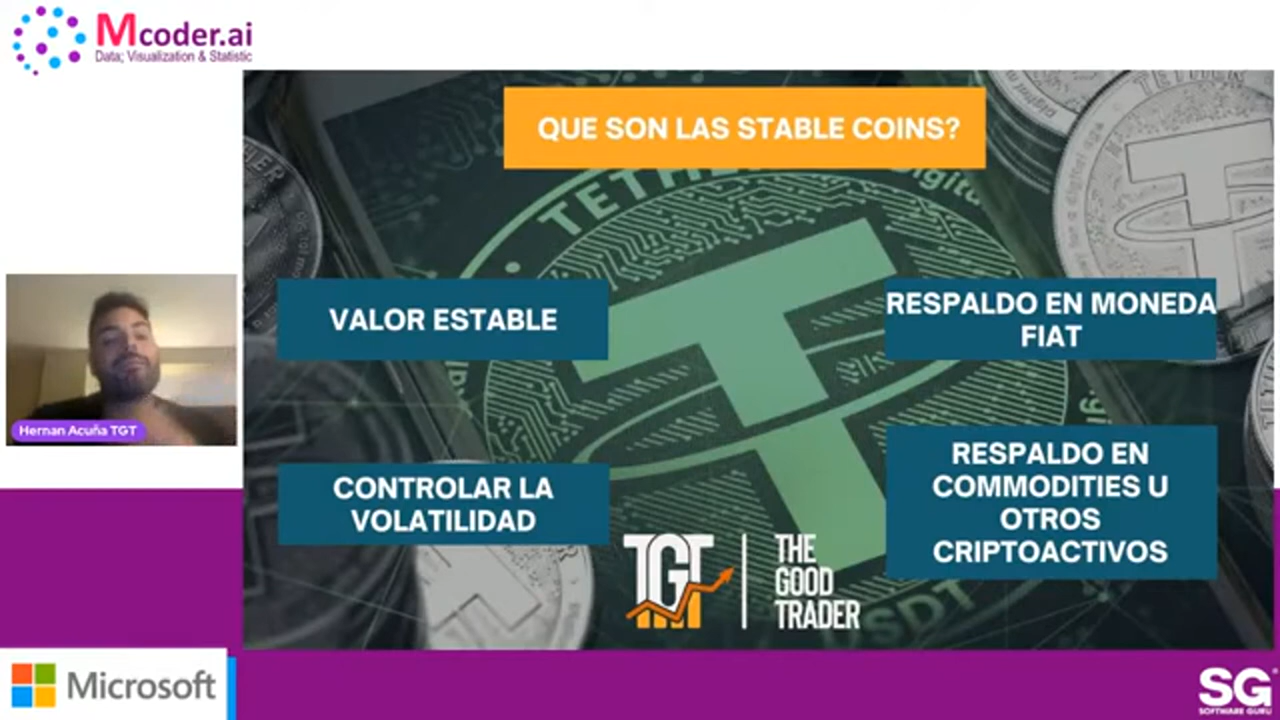 Mcoder.ai
Data; Visualization & Statistic
QUE SON LAS STABLE COINS?
TETHER
VALOR ESTABLE
RESPALDO EN MONEDA
FIAT
Hernan Acuña TGT
CONTROLAR LA
VOLATILIDAD
RESPALDO EN
COMMODITIES U
OTROS
CRIPTOACTIVOS
TGT
THE
GOOD
TRADER
Microsoft
SG
SOFTWARE GURU